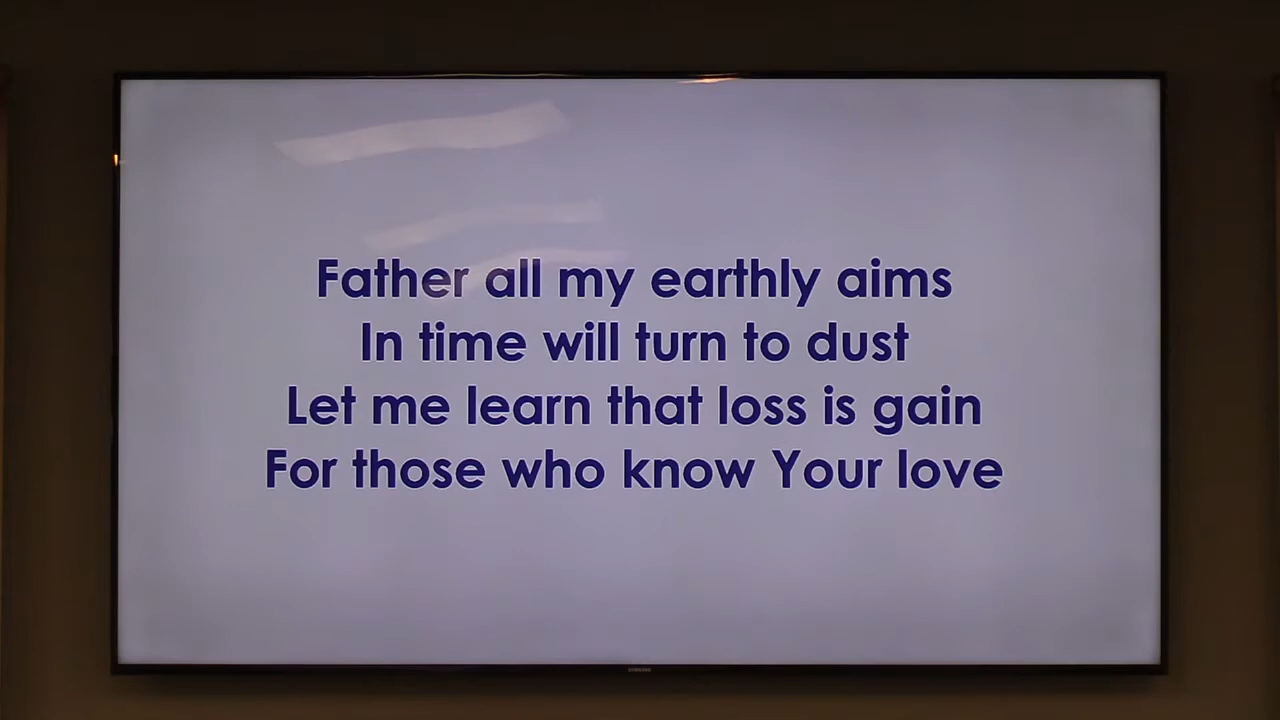 Father all my earthly aims
In time will turn to dust
Let me learn that loss is gain
For those who know Your love
SAMSUNG